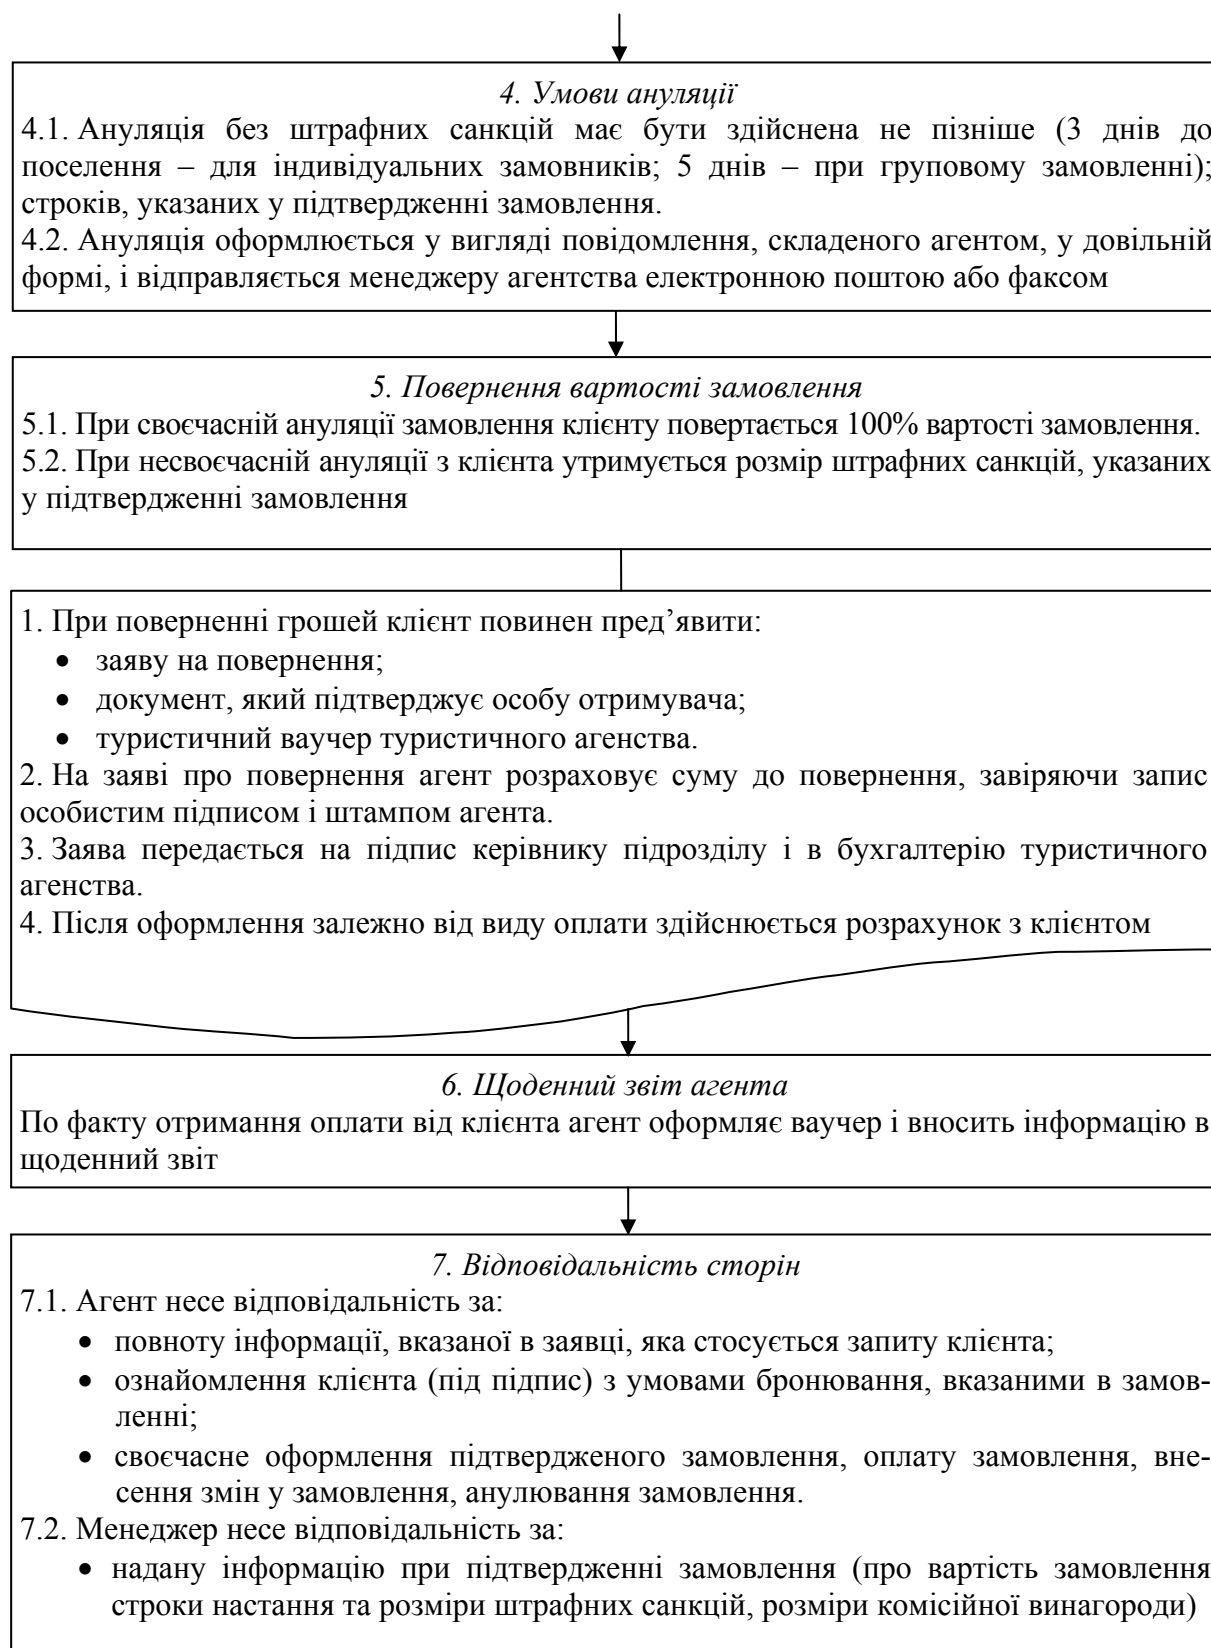 4. Умови ануляції
4.1. Ануляція без штрафних санкцій має бути здійснена не пізніше (3 днів до
поселення – для індивідуальних замовників; 5 днів – при груповому замовленні);
строків, указаних у підтвердженні замовлення.
4.2. Ануляція оформлюється у вигляді повідомлення, складеного агентом, у довільній
формі, і відправляється менеджеру агентства електронною поштою або факсом
5. Повернення вартості замовлення
5.1. При своєчасній ануляції замовлення клієнту повертається 100% вартості замовлення.
5.2. При несвоєчасній ануляції з клієнта утримується розмір штрафних санкцій, указаних
у підтвердженні замовлення
1. При поверненні грошей клієнт повинен пред’явити:
• заяву на повернення;
• документ, який підтверджує особу отримувача;
• туристичний ваучер туристичного агенства.
2. На заяві про повернення агент розраховує суму до повернення, завіряючи запис
особистим підписом і штампом агента.
3. Заява передається на підпис керівнику підрозділу і в бухгалтерію туристичного
агенства.
4. Після оформлення залежно від виду оплати здійснюється розрахунок з клієнтом
6. Щоденний звіт агента
По факту отримання оплати від клієнта агент оформляє ваучер і вносить інформацію в
щоденний звіт
7. Відповідальність сторін
7.1. Агент несе відповідальність за:
• повноту інформації, вказаної в заявці, яка стосується запиту клієнта;
• ознайомлення клієнта (під підпис) з умовами бронювання, вказаними в замов-
ленні;
• своєчасне оформлення підтвердженого замовлення, оплату замовлення, вне-
сення змін у замовлення, анулювання замовлення.
7.2. Менеджер несе відповідальність за:
• надану інформацію при підтвердженні замовлення (про вартість замовлення
строки настання та розміри штрафних санкцій, розміри комісійної винагороди)